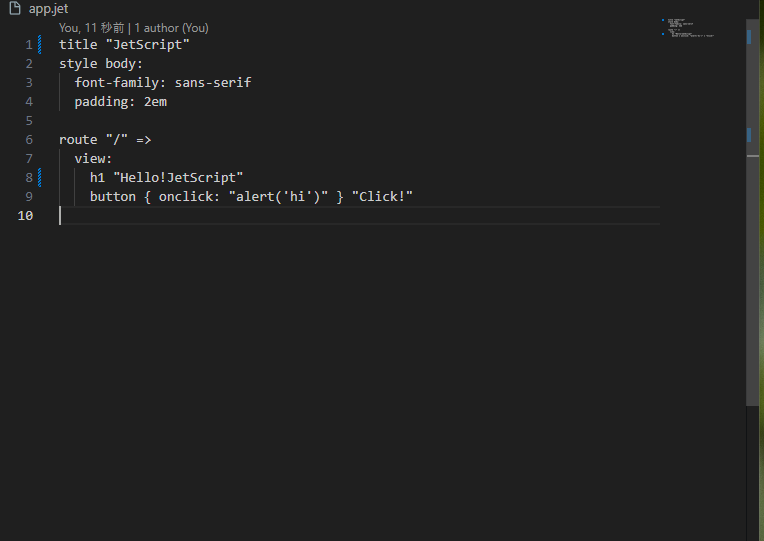 app.jet
You, 11 秒前 | 1 author (You)
1 title "JetScript"
2 style body:
3 font-family: sans-serif
4 padding: 2em
5
6 route "/" =>
7 view:
8 h1 "Hello!JetScript"
9 button { onclick: "alert('hi')" } "Click!"
10